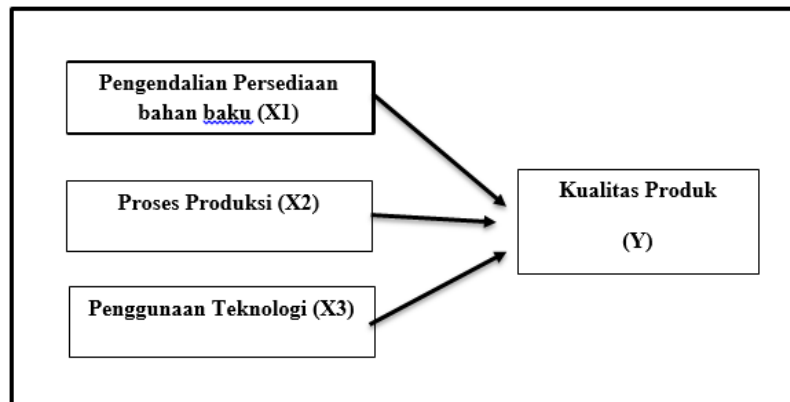 Pengendalian Persediaan
bahan baku (X1)
Proses Produksi (X2)
Penggunaan Teknologi (X3)
Kualitas Produk
(Y)